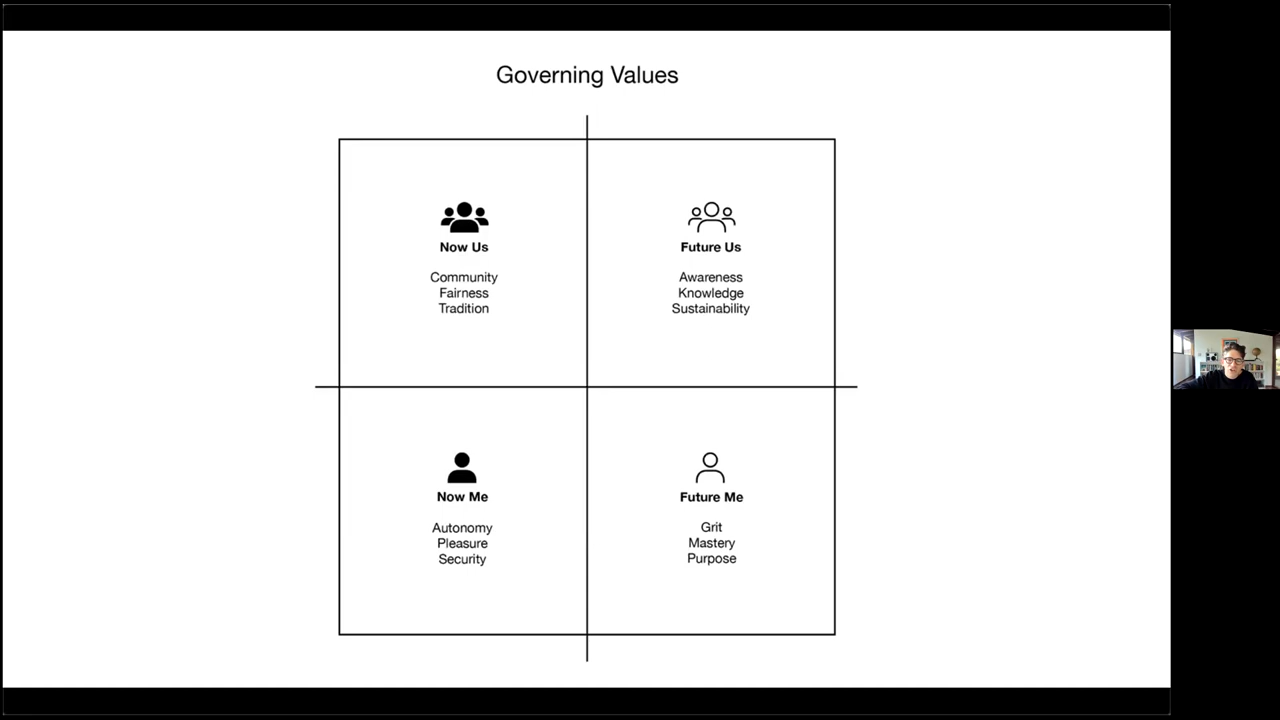 Governing Values
Now Us
Community
Fairness
Tradition
Future Us
Awareness
Knowledge
Sustainability
Now Me
Autonomy
Pleasure
Security
Future Me
Grit
Mastery
Purpose